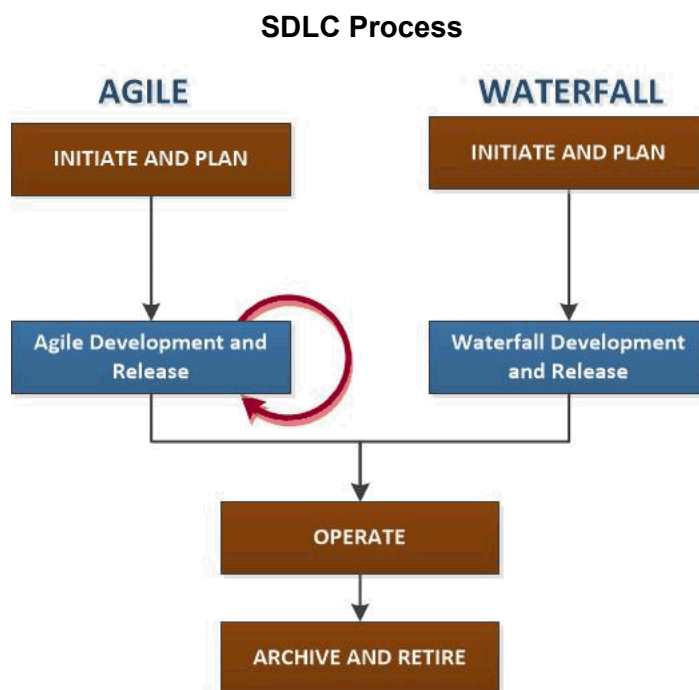 SDLC Process
AGILE
WATERFALL
INITIATE AND PLAN
INITIATE AND PLAN
Agile Development and
Release
Waterfall Development
and Release
OPERATE
ARCHIVE AND RETIRE